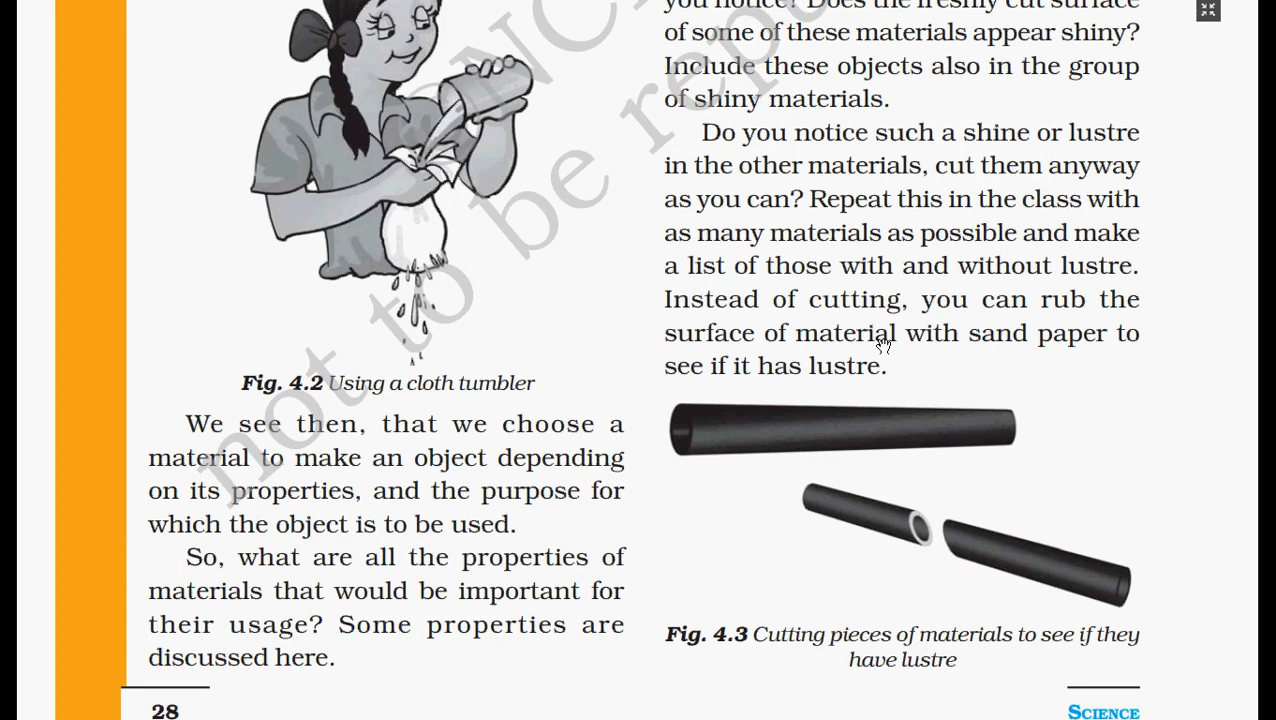 Fig. 4.2 Using a cloth tumbler
We see then, that we choose a
material to make an object depending
on its properties, and the purpose for
which the object is to be used.
So, what are all the properties of
materials that would be important for
their usage? Some properties are
discussed here.
28
you notice? Does the freshly cut surface
of some of these materials appear shiny?
Include these objects also in the group
of shiny materials.
Do you notice such a shine or lustre
in the other materials, cut them anyway
as you can? Repeat this in the class with
as many materials as possible and make
a list of those with and without lustre.
Instead of cutting, you can rub the
surface of material with sand paper to
see if it has lustre.
Fig. 4.3 Cutting pieces of materials to see if they
have lustre
SCIENCE
not to be